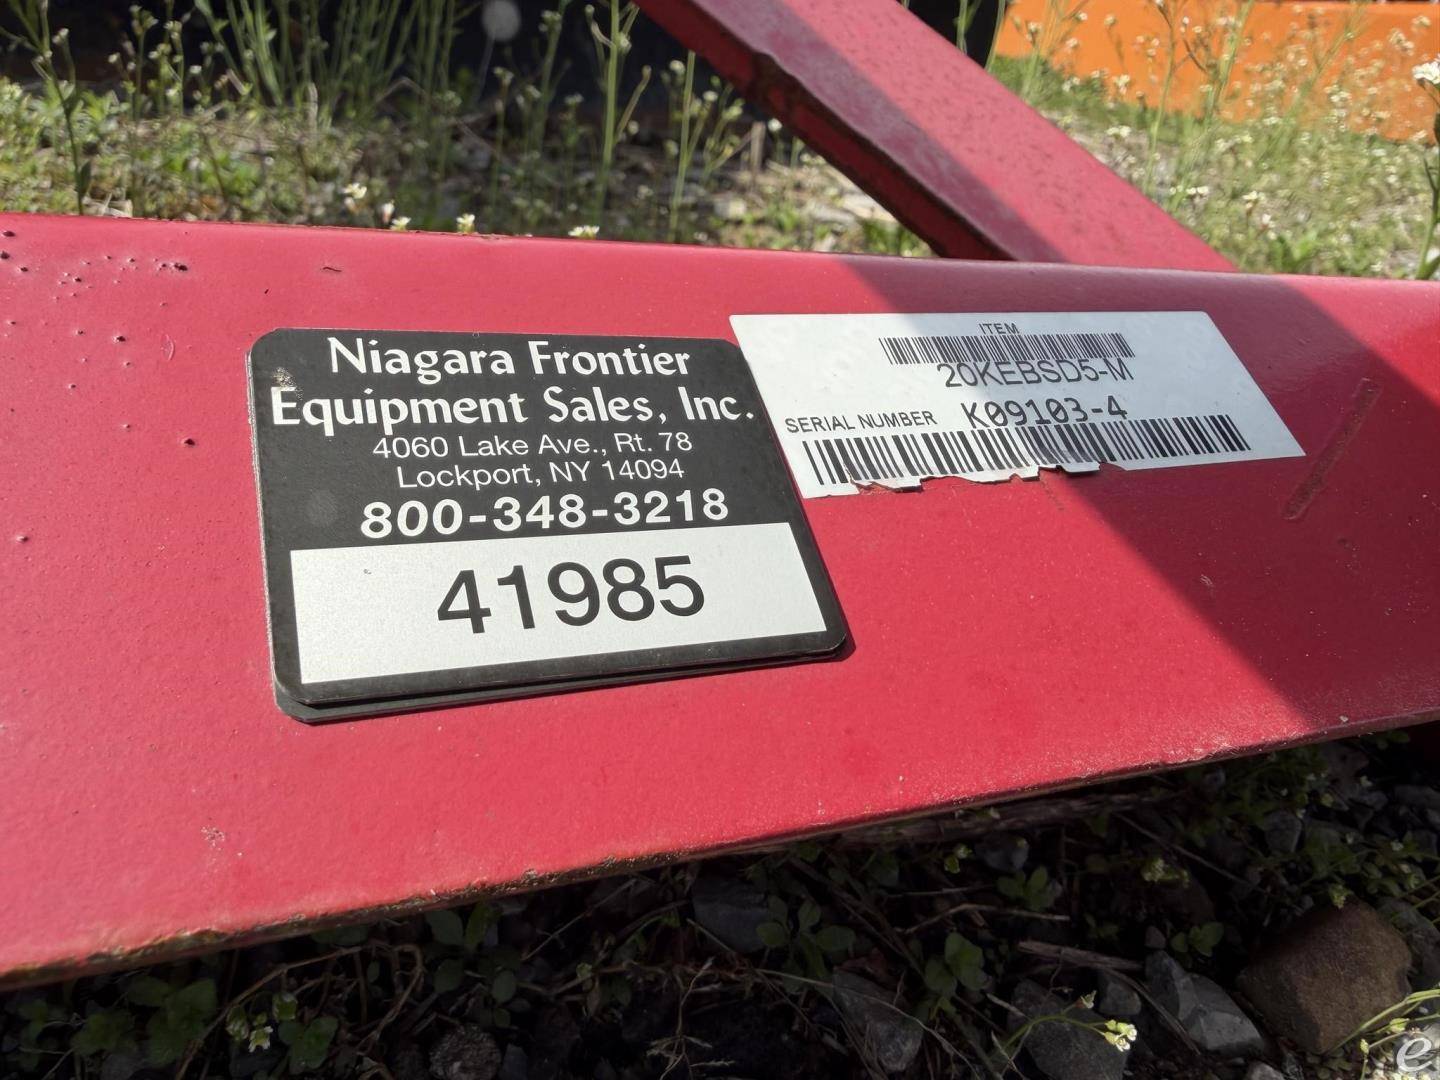 Niagara Frontier
Equipment Sales, Inc.
4060 Lake Ave., Rt. 78
Lockport, NY 14094
800-348-3218
41985
ITEM
20KEBSD5-M
SERIAL NUMBER K09103-4
e